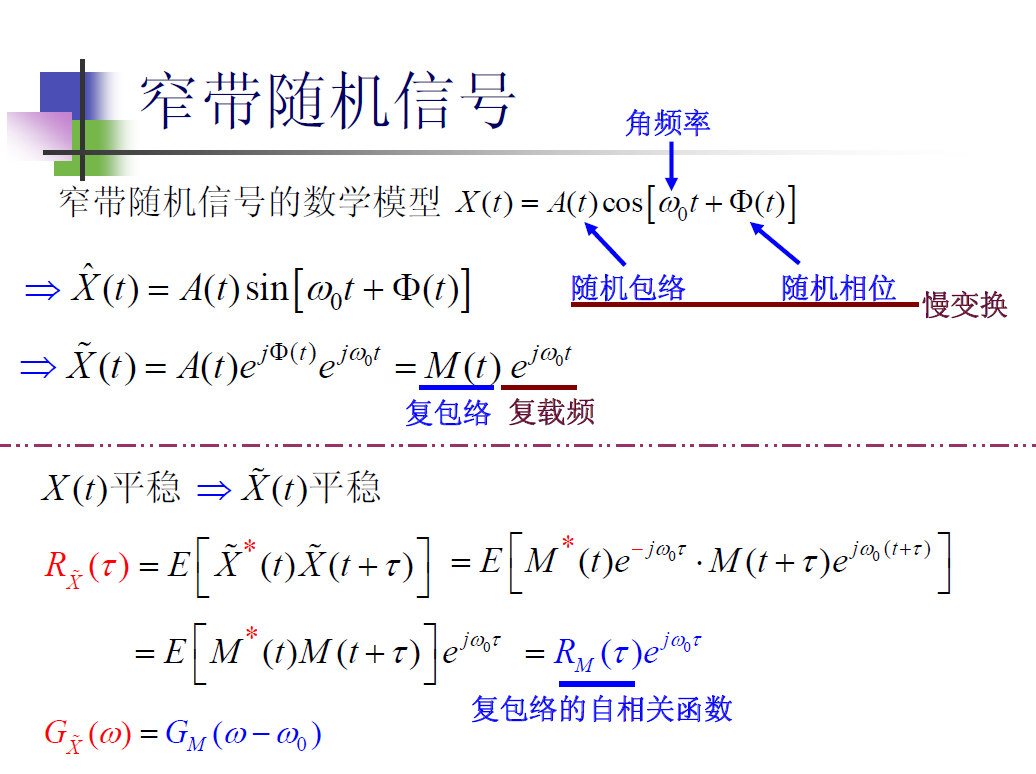 窄带随机信号
角频率
窄带随机信号的数学模型 X(t) = A(t)cos[ω₀t + Φ(t)]
随机包络 随机相位 慢变换
⇒ X̂(t) = A(t)sin[ω₀t + Φ(t)]
⇒ X̃(t) = A(t)e^{jΦ(t)}e^{jω₀t} = M(t)e^{jω₀t}
复包络 复载频
X(t)平稳 ⇒ X̃(t)平稳
R_{X̃}(τ) = E[X̃*(t)X̃(t+τ)] = E[M*(t)e^{-jω₀τ}·M(t+τ)e^{jω₀(t+τ)}]
= E[M*(t)M(t+τ)]e^{jω₀τ} = R_M(τ)e^{jω₀τ}
复包络的自相关函数
G_{X̃}(ω) = G_M(ω−ω₀)